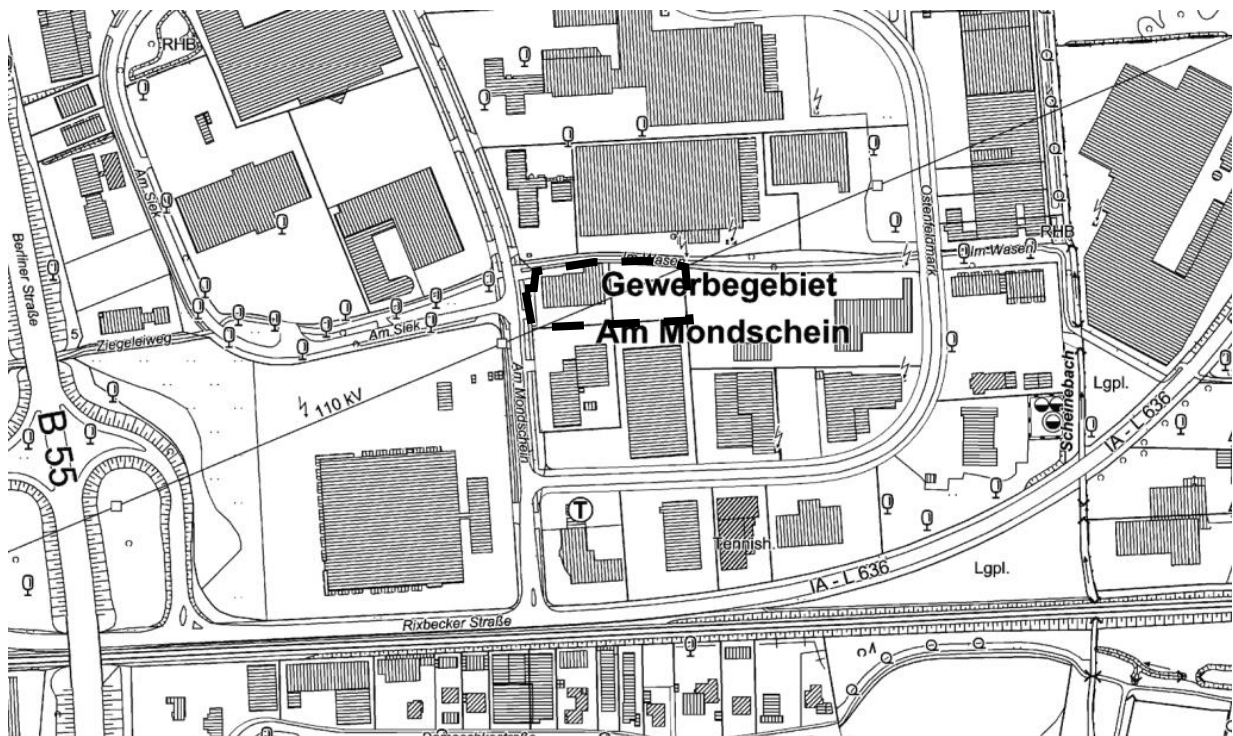 RHB
Am Siek
Berliner Straße
Ostenfeldmark
RHB
Im Wasen
Im Wasen
Gewerbegebiet
Am Mondschein
5
Ziegeleiweg
Am Siek
110 kV
Am Mondschein
Scheinebach
Lgpl.
IA - L 636
B 55
T
Tennish.
IA - L 636
Lgpl.
Rixbecker Straße